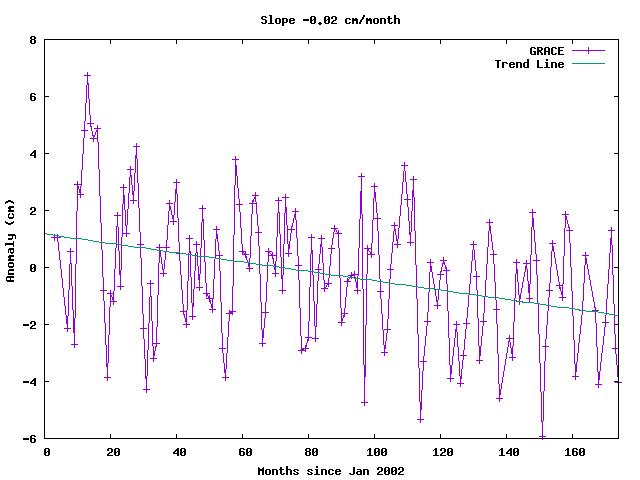 Slope -0.02 cm/month
GRACE
Trend Line
8
6
4
2
0
-2
-4
-6
Anomaly (cm)
0 20 40 60 80 100 120 140 160
Months since Jan 2002